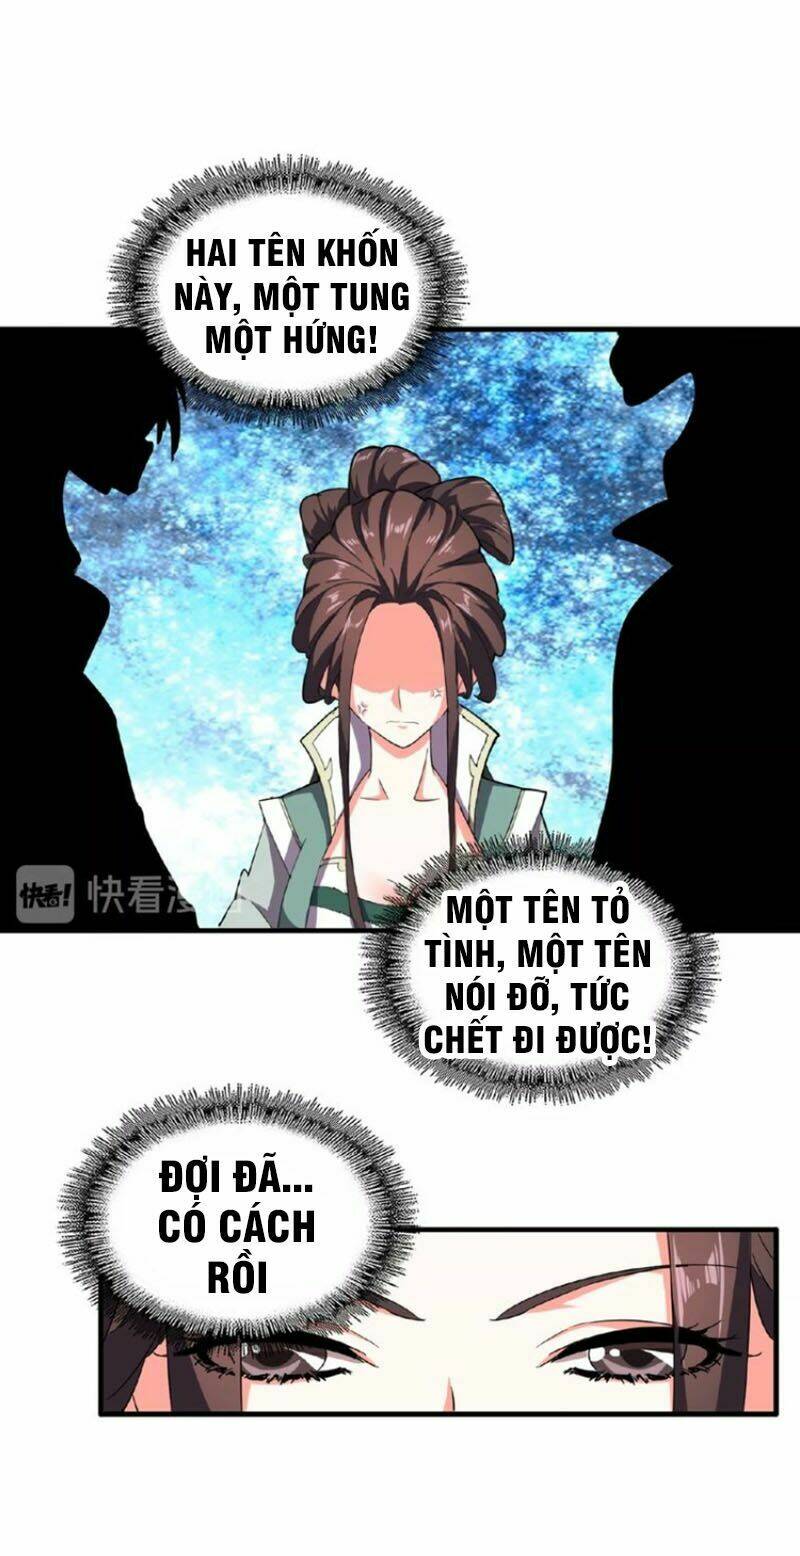 HAI TÊN KHỐN
NÀY, MỘT TUNG
MỘT HỨNG!
快看! 快看漫
MỘT TÊN TỎ
TÌNH, MỘT TÊN
NÓI ĐỠ, TỨC
CHẾT ĐI ĐƯỢC!
ĐỢI ĐÃ...
CÓ CÁCH
RỒI